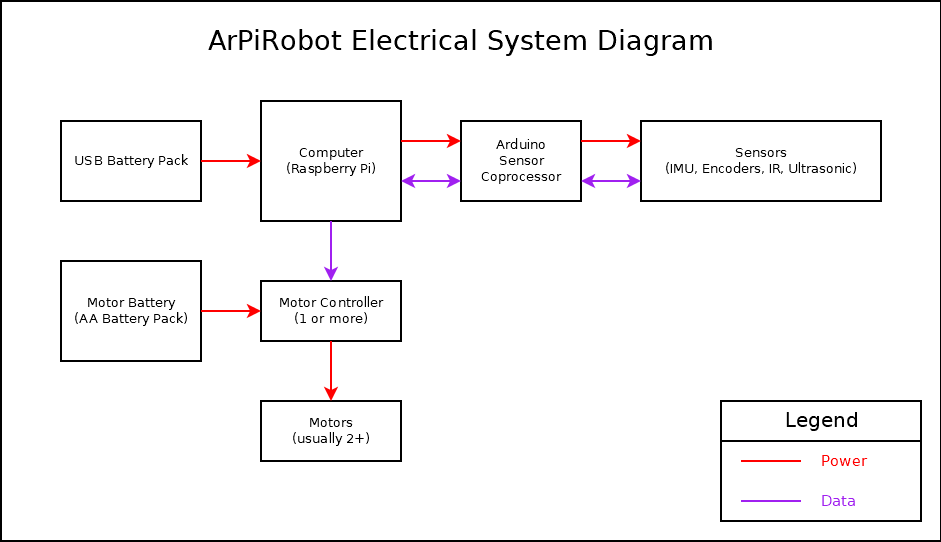 ArPiRobot Electrical System Diagram
USB Battery Pack
Computer
(Raspberry Pi)
Arduino
Sensor
Coprocessor
Sensors
(IMU, Encoders, IR, Ultrasonic)
Motor Battery
(AA Battery Pack)
Motor Controller
(1 or more)
Motors
(usually 2+)
Legend
Power
Data